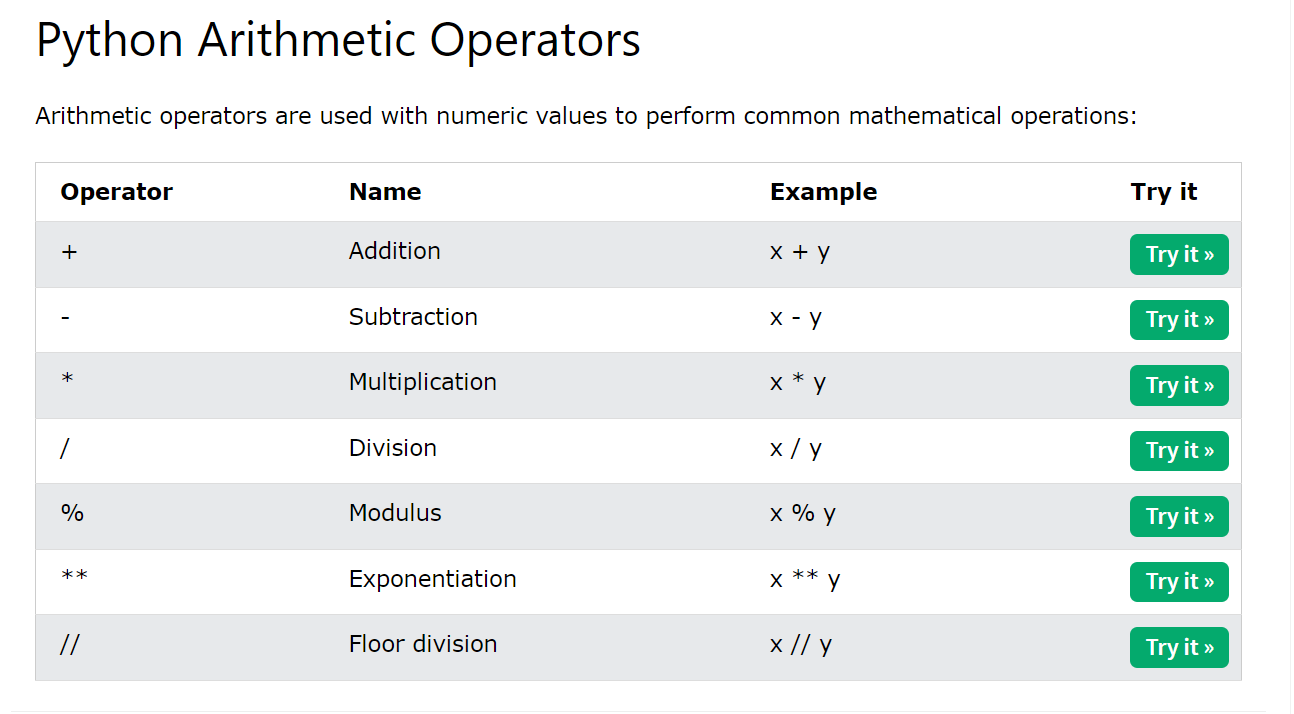 Python Arithmetic Operators
Arithmetic operators are used with numeric values to perform common mathematical operations:
Operator Name Example Try it
+ Addition x + y Try it »
- Subtraction x - y Try it »
* Multiplication x * y Try it »
/ Division x / y Try it »
% Modulus x % y Try it »
** Exponentiation x ** y Try it »
// Floor division x // y Try it »